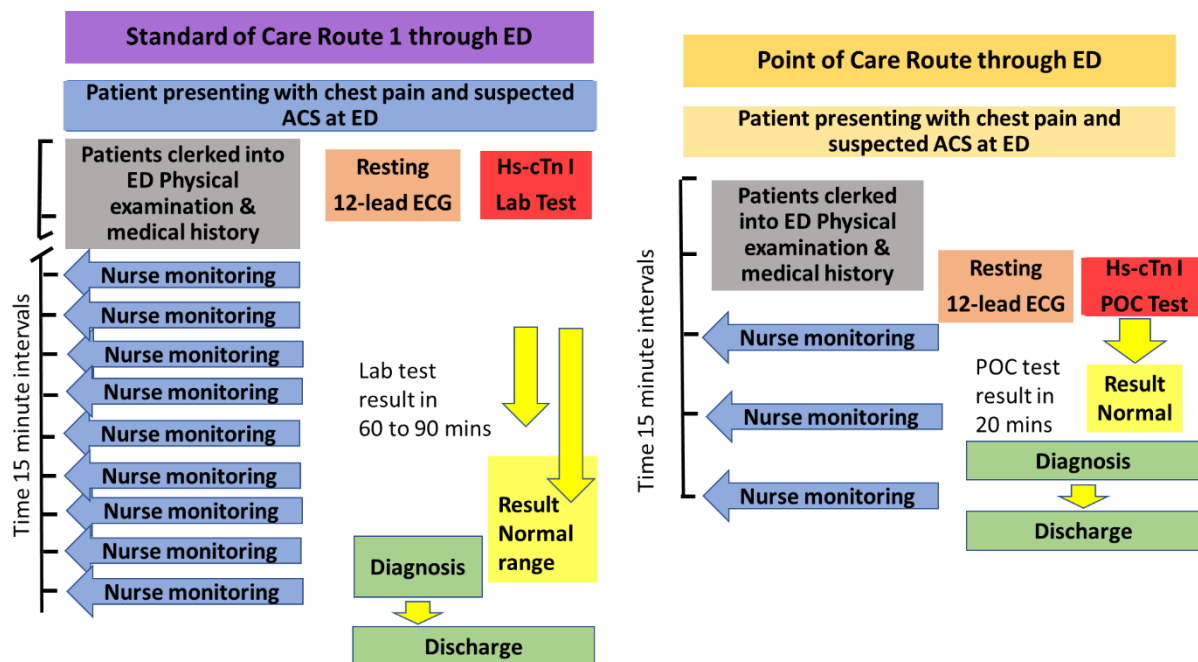 Standard of Care Route 1 through ED
Patient presenting with chest pain and suspected
ACS at ED
Patients clerked into
ED Physical
examination &
medical history
Resting
12-lead ECG
Hs-cTn I
Lab Test
Time 15 minute intervals
Nurse monitoring
Nurse monitoring
Nurse monitoring
Nurse monitoring
Nurse monitoring
Nurse monitoring
Nurse monitoring
Nurse monitoring
Nurse monitoring
Lab test
result in
60 to 90 mins
Result
Normal
range
Diagnosis
Discharge
Point of Care Route through ED
Patient presenting with chest pain and
suspected ACS at ED
Patients clerked
into ED Physical
examination &
medical history
Resting
12-lead ECG
Hs-cTn I
POC Test
Time 15 minute intervals
Nurse monitoring
Nurse monitoring
Nurse monitoring
POC test
result in
20 mins
Result
Normal
Diagnosis
Discharge